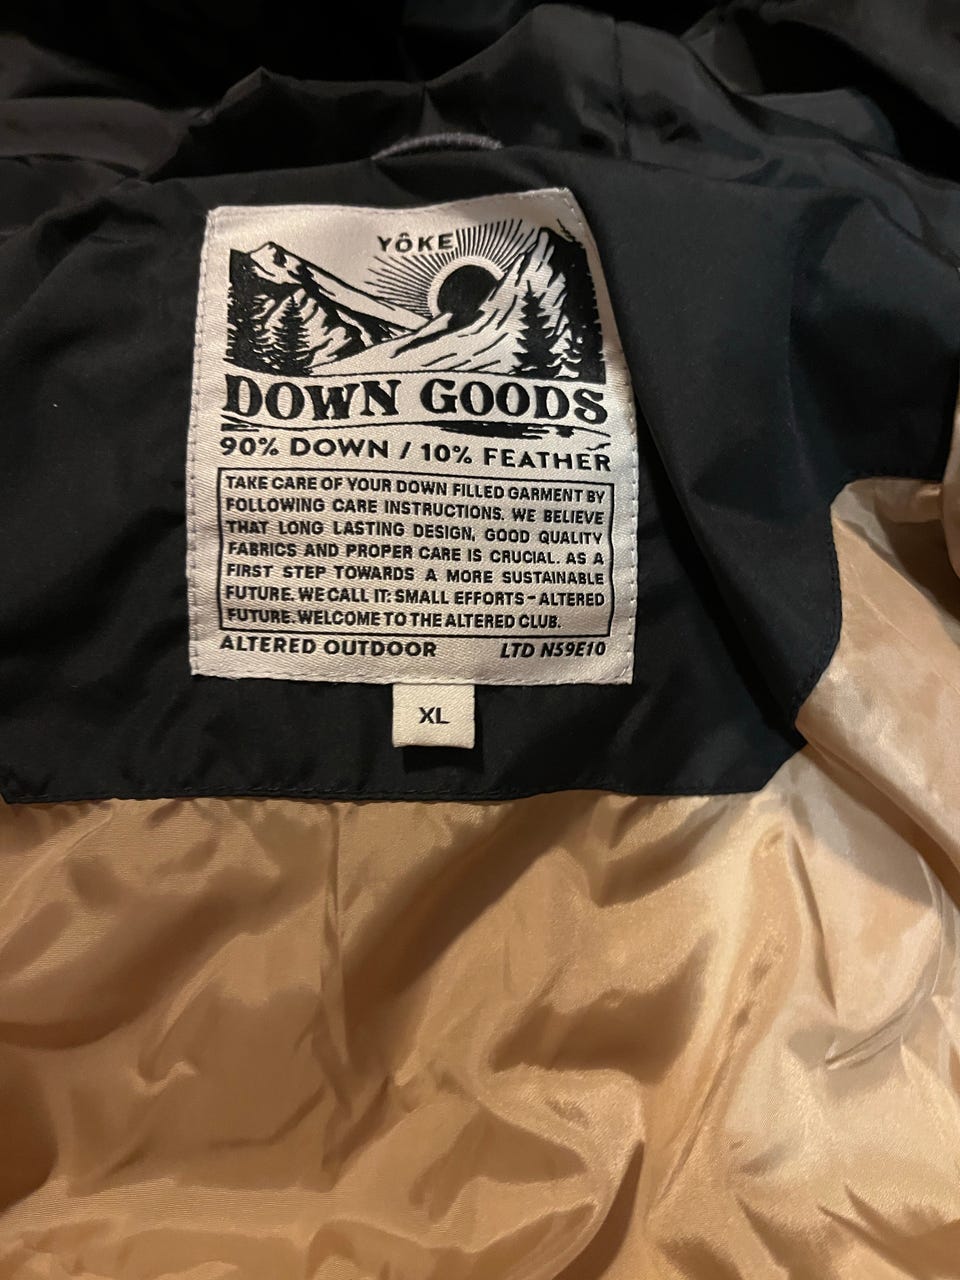 YÔKE
DOWN GOODS
90% DOWN / 10% FEATHER
TAKE CARE OF YOUR DOWN FILLED GARMENT BY
FOLLOWING CARE INSTRUCTIONS. WE BELIEVE
THAT LONG LASTING DESIGN, GOOD QUALITY
FABRICS AND PROPER CARE IS CRUCIAL. AS A
FIRST STEP TOWARDS A MORE SUSTAINABLE
FUTURE. WE CALL IT: SMALL EFFORTS - ALTERED
FUTURE. WELCOME TO THE ALTERED CLUB.
ALTERED OUTDOOR LTD N59E10
XL